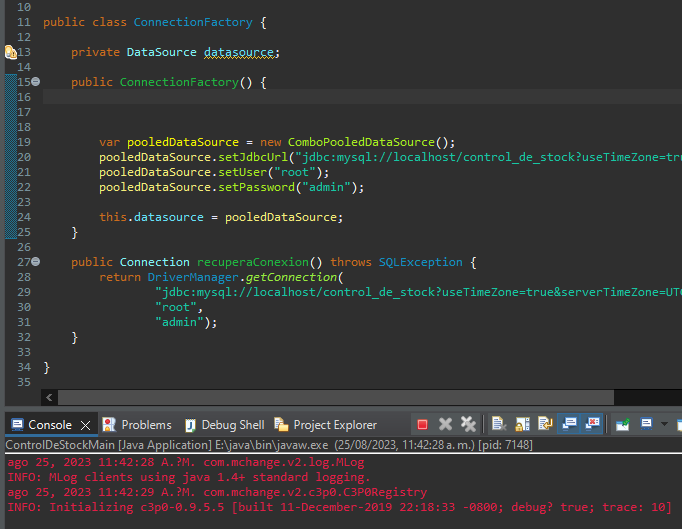 10
11 public class ConnectionFactory {
12
13 private DataSource datasource;
14
15 public ConnectionFactory() {
16
17
18
19 var pooledDataSource = new ComboPooledDataSource();
20 pooledDataSource.setJdbcUrl("jdbc:mysql://localhost/control_de_stock?useTimeZone=tru
21 pooledDataSource.setUser("root");
22 pooledDataSource.setPassword("admin");
23
24 this.datasource = pooledDataSource;
25 }
26
27 public Connection recuperaConexion() throws SQLException {
28 return DriverManager.getConnection(
29 "jdbc:mysql://localhost/control_de_stock?useTimeZone=true&serverTimeZone=UTC
30 "root",
31 "admin");
32 }
33
34 }
35
Console Problems Debug Shell Project Explorer
ControlDeStockMain [Java Application] E:\java\bin\javaw.exe (25/08/2023, 11:42:28 a. m.) [pid: 7148]
ago 25, 2023 11:42:28 A.?M. com.mchange.v2.log.MLog
INFO: MLog clients using java 1.4+ standard logging.
ago 25, 2023 11:42:29 A.?M. com.mchange.v2.c3p0.C3P0Registry
INFO: Initializing c3p0-0.9.5.5 [built 11-December-2019 22:18:33 -0800; debug? true; trace: 10]